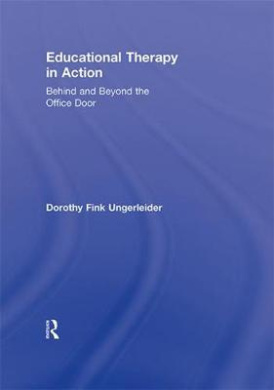 Educational Therapy
in Action
Behind and Beyond the
Office Door
Dorothy Fink Ungerleider
R